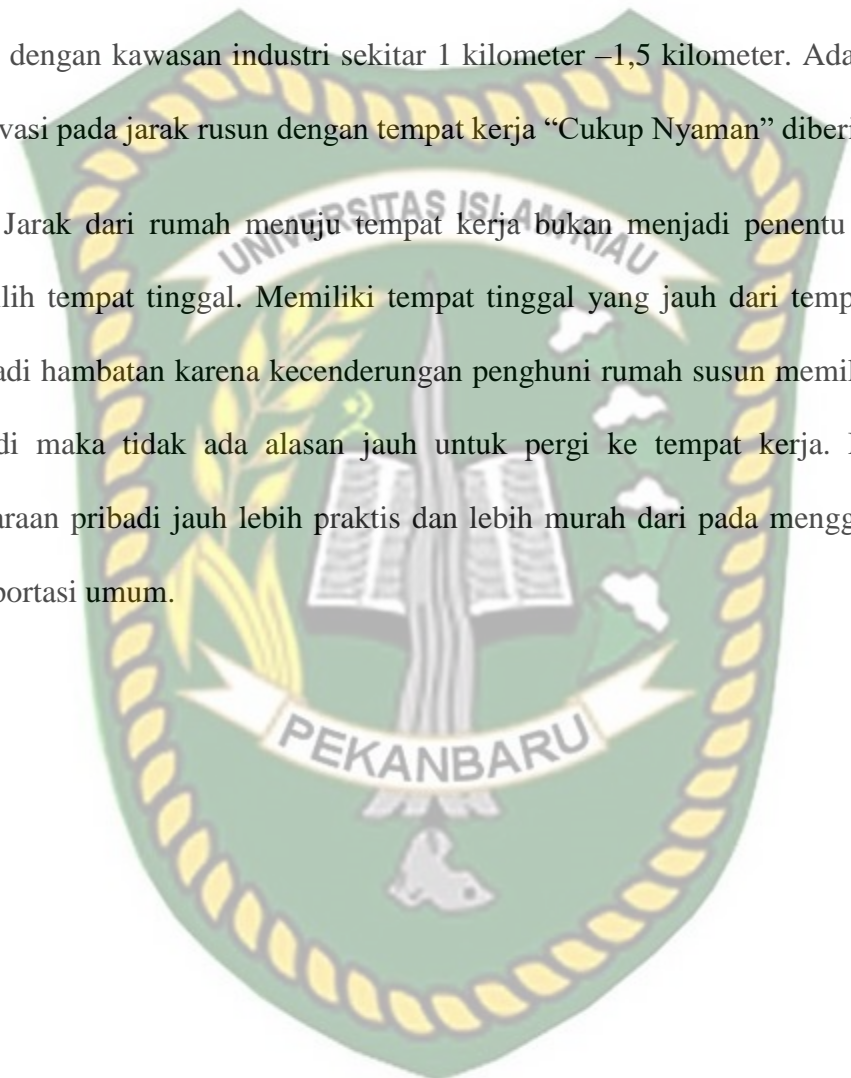 dengan kawasan industri sekitar 1 kilometer –1,5 kilometer. Ada
vasi pada jarak rusun dengan tempat kerja “Cukup Nyaman” diberi
Jarak dari rumah menuju tempat kerja bukan menjadi penentu
lih tempat tinggal. Memiliki tempat tinggal yang jauh dari temp
adi hambatan karena kecenderungan penghuni rumah susun memil
di maka tidak ada alasan jauh untuk pergi ke tempat kerja.
araan pribadi jauh lebih praktis dan lebih murah dari pada mengg
portasi umum.
UNIVERSITAS ISLAM RIAU
PEKANBARU